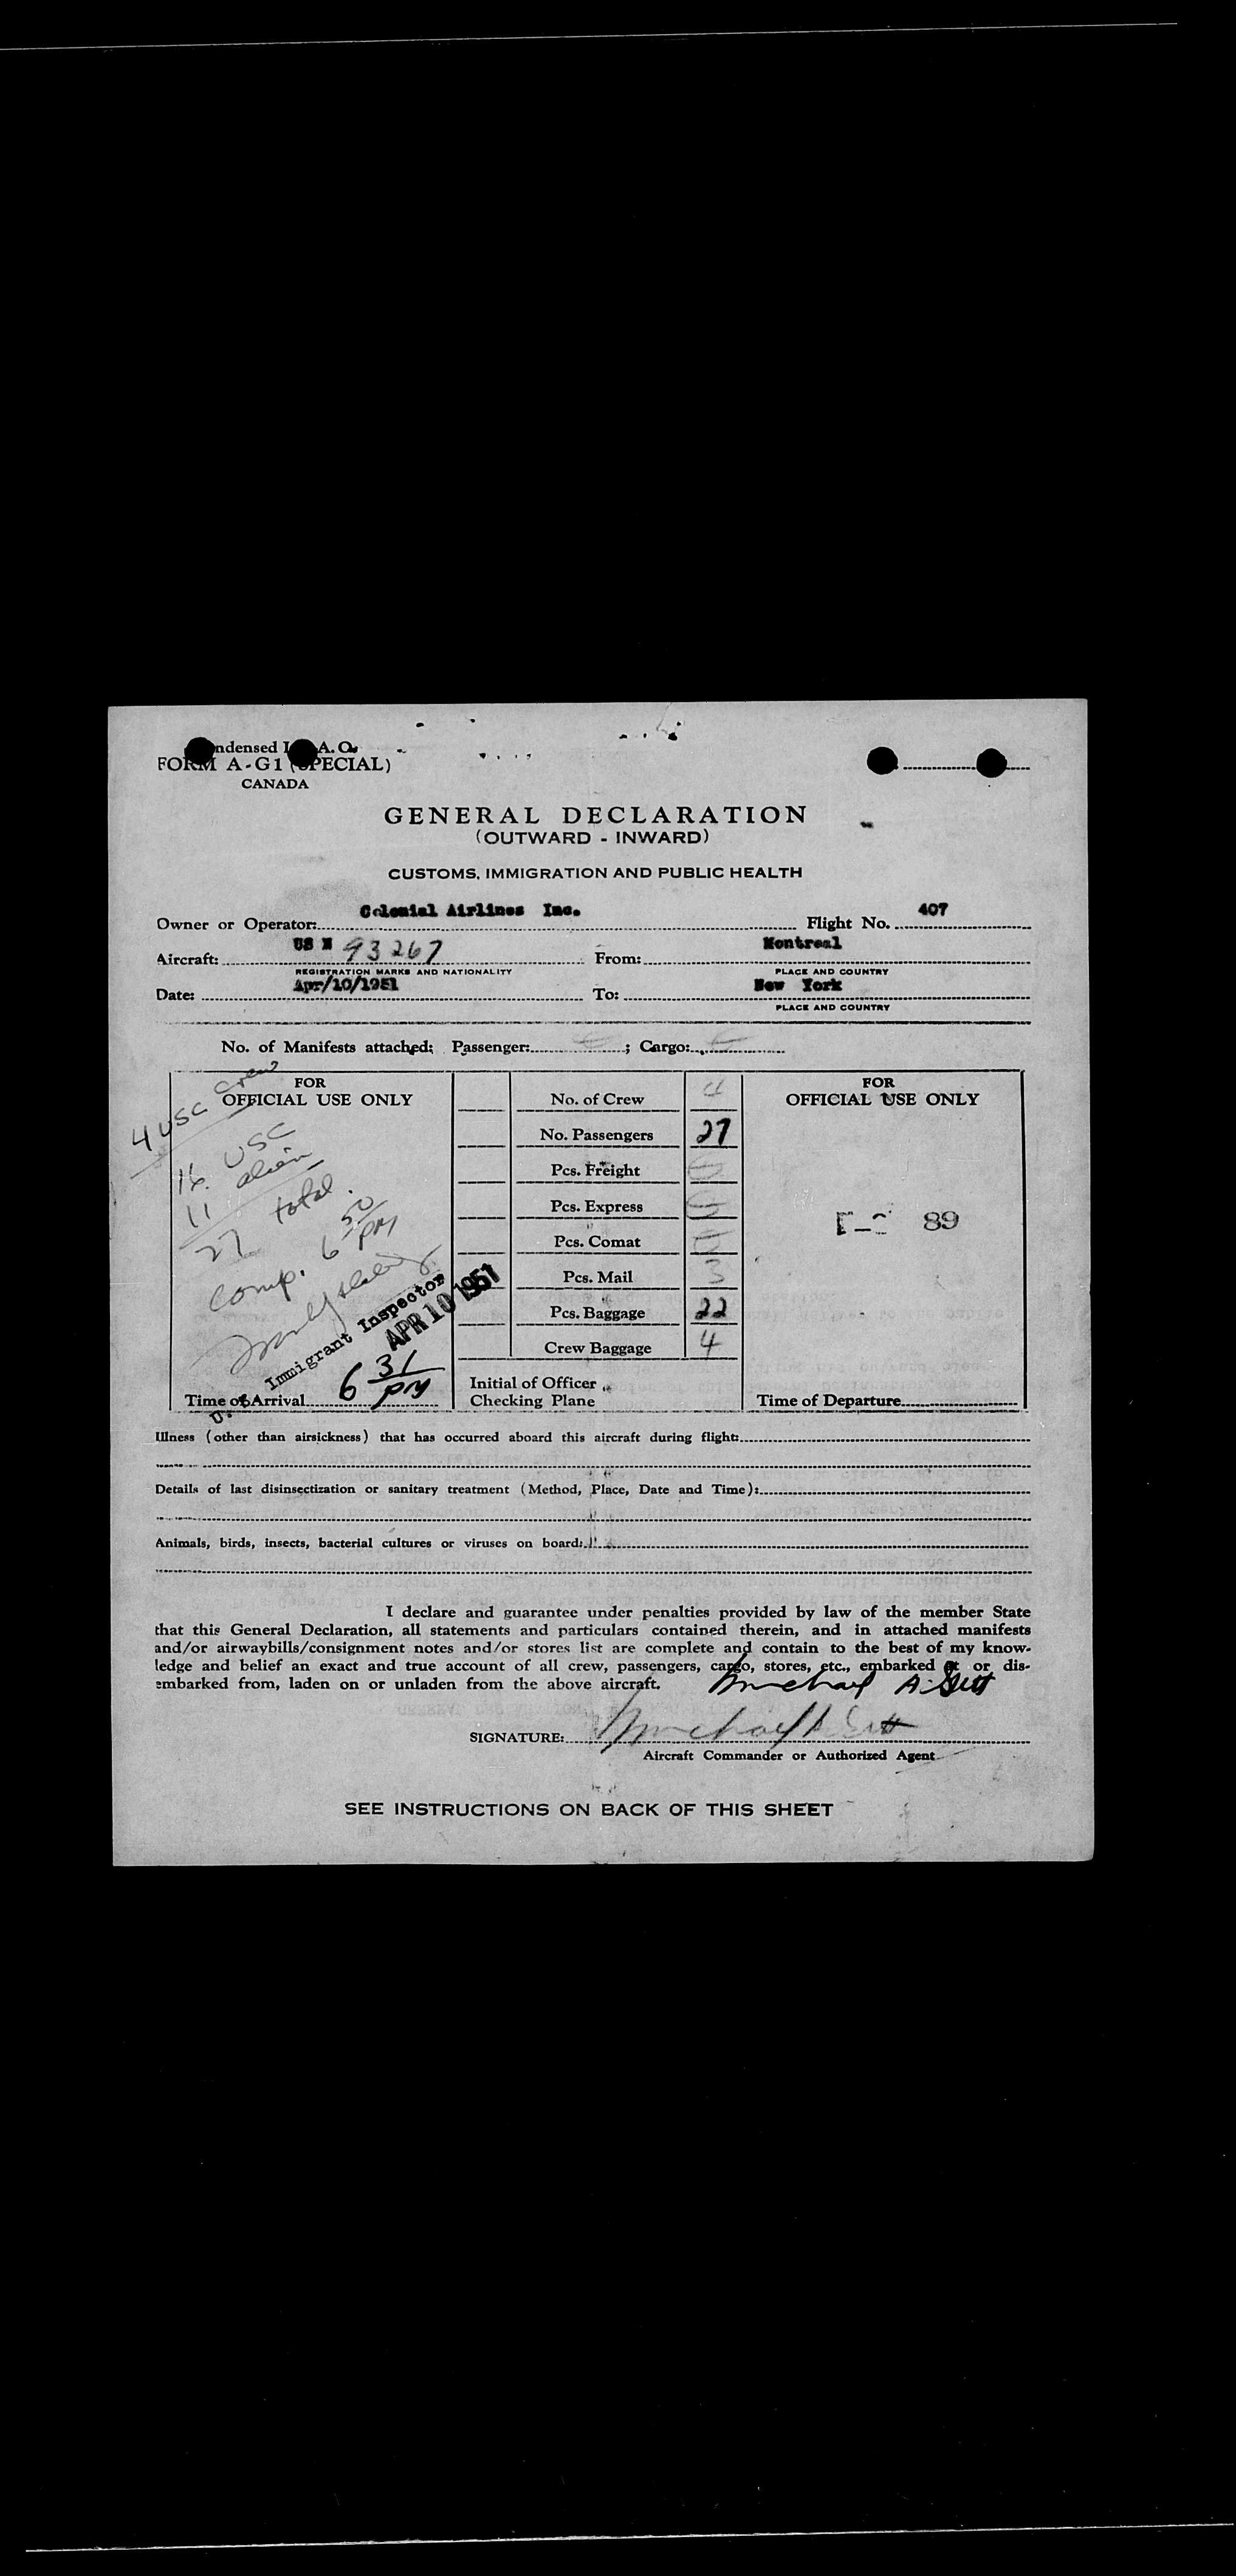 FORM A-G1 (SPECIAL)
CANADA
GENERAL DECLARATION
(OUTWARD - INWARD)
CUSTOMS, IMMIGRATION AND PUBLIC HEALTH
Owner or Operator: Colonial Airlines Inc. Flight No. 407
Aircraft: US N 93267 From: Montreal
REGISTRATION MARKS AND NATIONALITY PLACE AND COUNTRY
Date: Apr/10/1951 To: New York
PLACE AND COUNTRY
No. of Manifests attached: Passenger: ; Cargo:
FOR
OFFICIAL USE ONLY
4 USC Crew
16. USC
11 alien
27 total.
comp. 6 50 pm
Immigrant Inspector
APR 10 1951
Time of Arrival 6 31 pm
No. of Crew 4
No. Passengers 27
Pcs. Freight
Pcs. Express
Pcs. Comat
Pcs. Mail 3
Pcs. Baggage 22
Crew Baggage 4
Initial of Officer
Checking Plane
FOR
OFFICIAL USE ONLY
89
Time of Departure
Illness (other than airsickness) that has occurred aboard this aircraft during flight:
Details of last disinsectization or sanitary treatment (Method, Place, Date and Time):
Animals, birds, insects, bacterial cultures or viruses on board:
I declare and guarantee under penalties provided by law of the member State
that this General Declaration, all statements and particulars contained therein, and in attached manifests
and/or airwaybills/consignment notes and/or stores list are complete and contain to the best of my know-
ledge and belief an exact and true account of all crew, passengers, cargo, stores, etc., embarked or dis-
embarked from, laden on or unladen from the above aircraft. Michael A.
SIGNATURE: Michael A.
Aircraft Commander or Authorized Agent
SEE INSTRUCTIONS ON BACK OF THIS SHEET